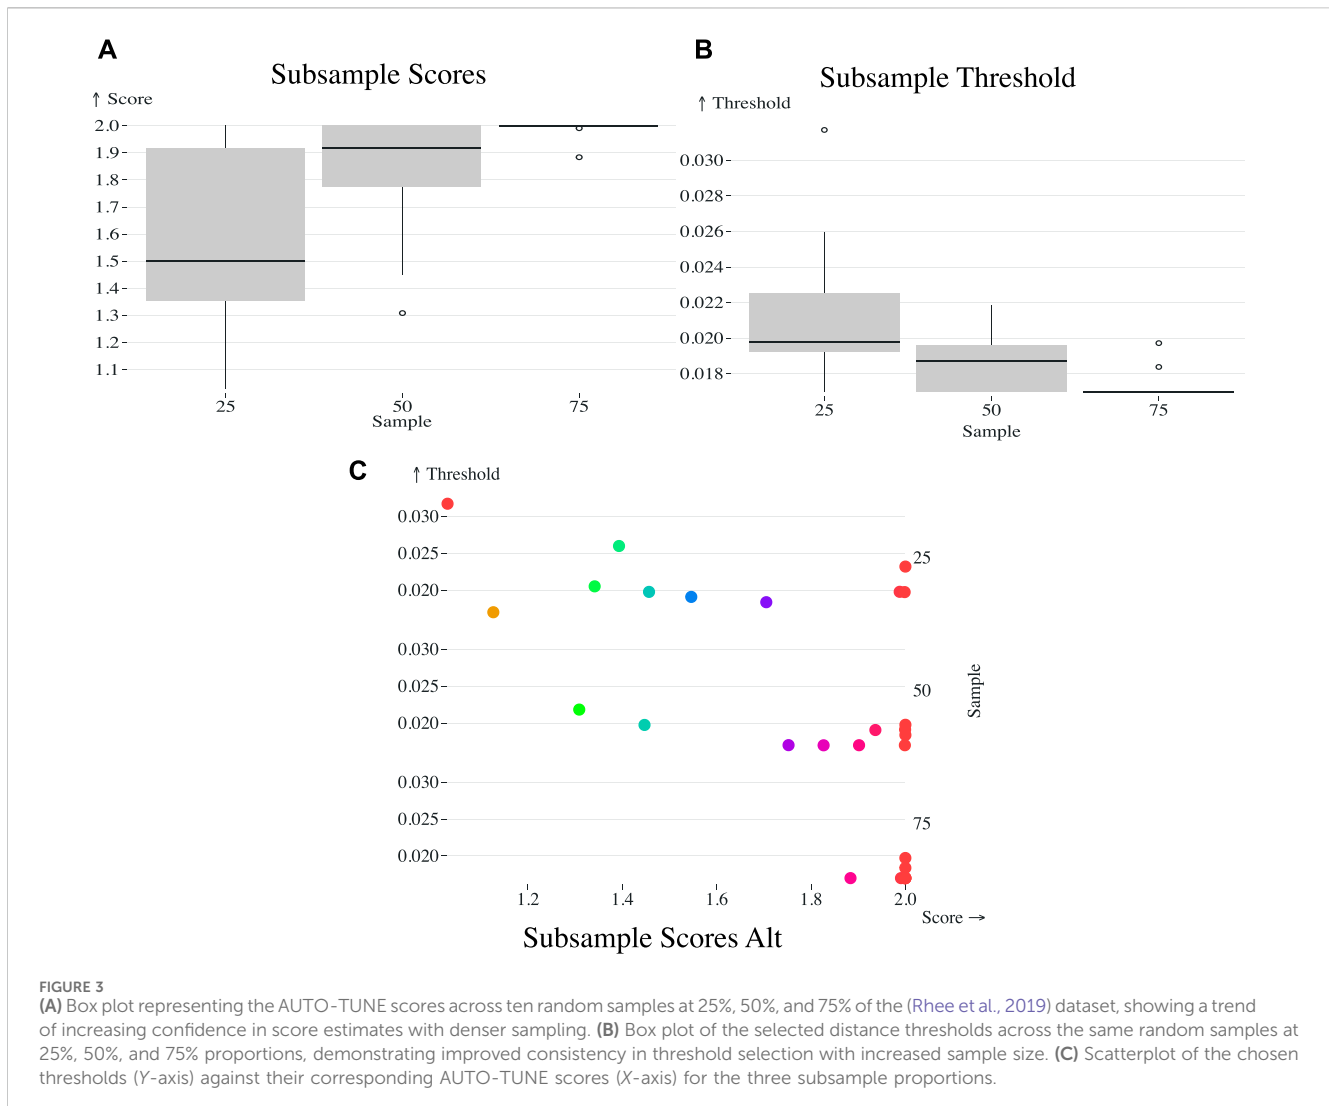 A
Subsample Scores
↑ Score
2.0
1.9
1.8
1.7
1.6
1.5
1.4
1.3
1.2
1.1
25
50
75
Sample
B
Subsample Threshold
↑ Threshold
0.030
0.028
0.026
0.024
0.022
0.020
0.018
25
50
75
Sample
C
↑ Threshold
0.030
0.025
0.020
25
0.030
0.025
0.020
50
0.030
0.025
0.020
75
Sample
1.2
1.4
1.6
1.8
2.0
Score →
Subsample Scores Alt
FIGURE 3
(A) Box plot representing the AUTO-TUNE scores across ten random samples at 25%, 50%, and 75% of the (Rhee et al., 2019) dataset, showing a trend
of increasing confidence in score estimates with denser sampling. (B) Box plot of the selected distance thresholds across the same random samples at
25%, 50%, and 75% proportions, demonstrating improved consistency in threshold selection with increased sample size. (C) Scatterplot of the chosen
thresholds (Y-axis) against their corresponding AUTO-TUNE scores (X-axis) for the three subsample proportions.